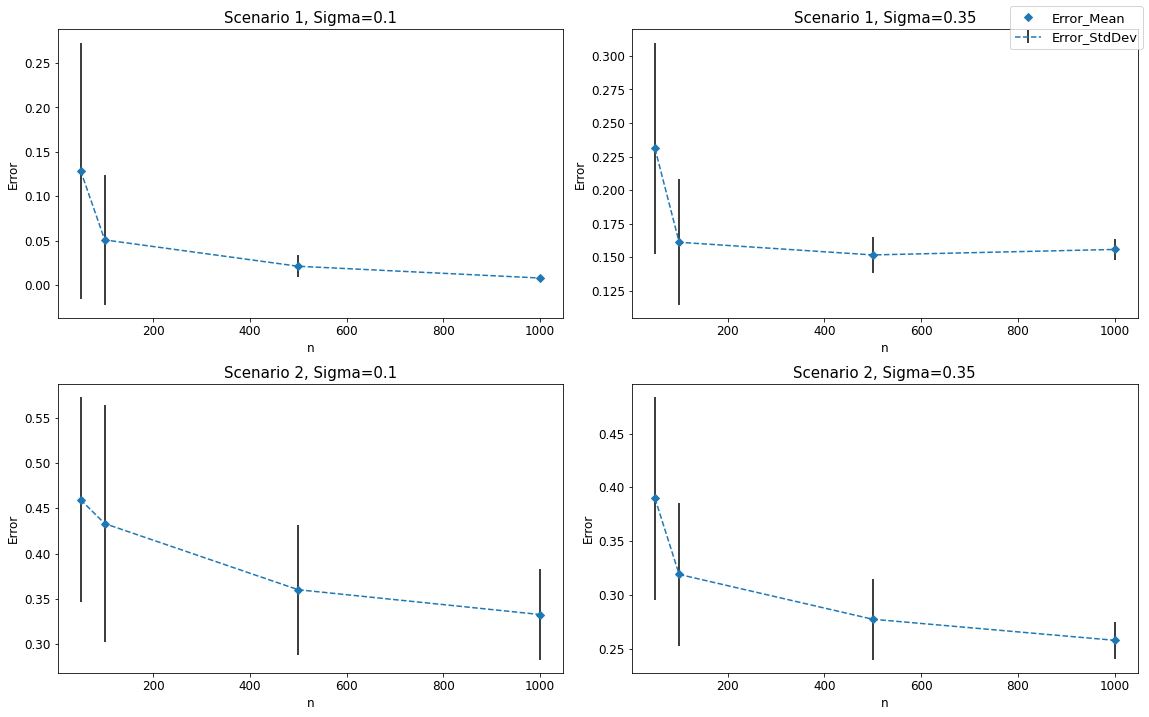 Scenario 1, Sigma=0.1
Error
0.25
0.20
0.15
0.10
0.05
0.00
200 400 600 800 1000
n
Scenario 1, Sigma=0.35
Error_Mean
Error_StdDev
Error
0.300
0.275
0.250
0.225
0.200
0.175
0.150
0.125
200 400 600 800 1000
n
Scenario 2, Sigma=0.1
Error
0.55
0.50
0.45
0.40
0.35
0.30
200 400 600 800 1000
n
Scenario 2, Sigma=0.35
Error
0.45
0.40
0.35
0.30
0.25
200 400 600 800 1000
n